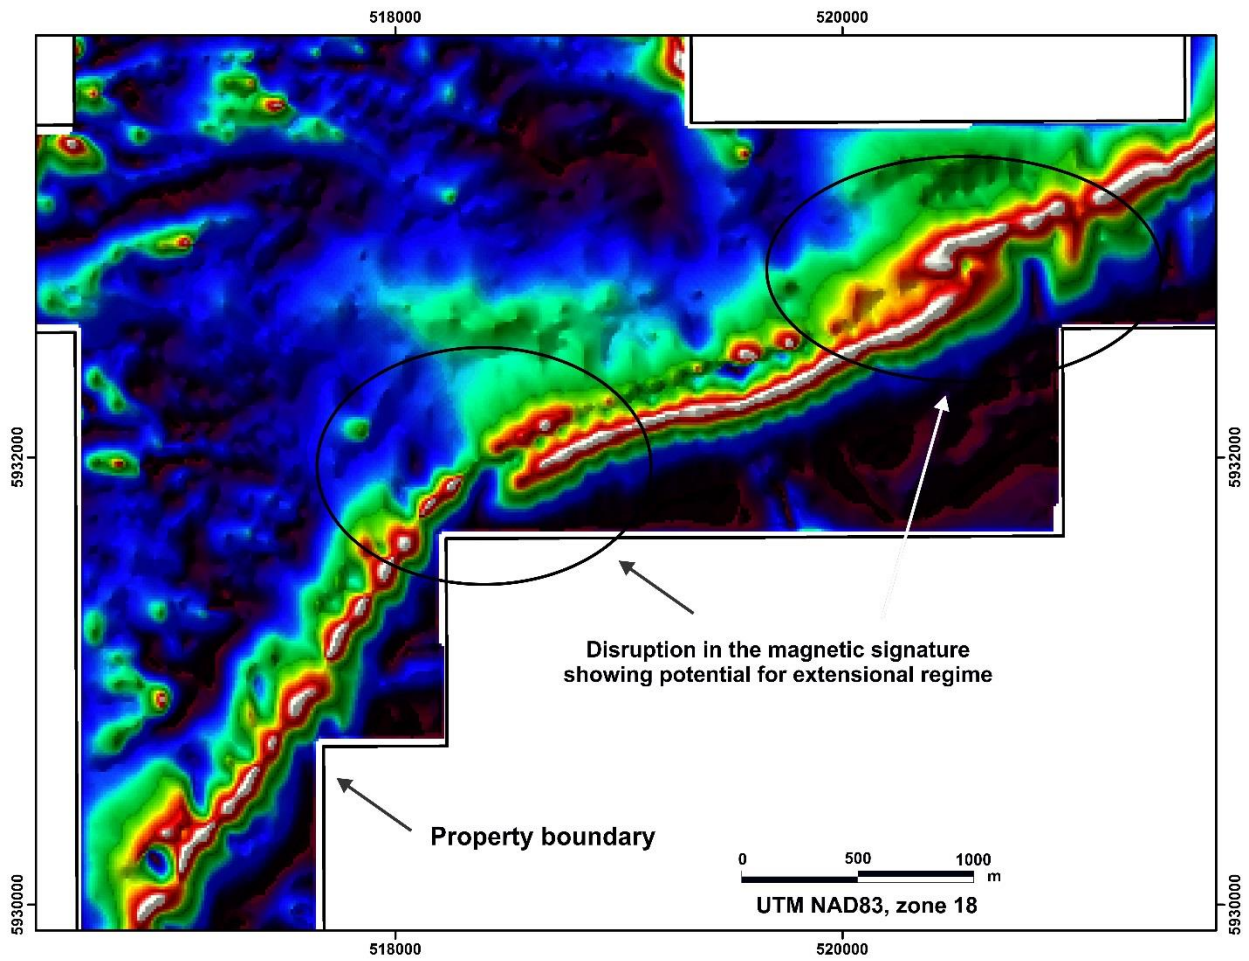 518000
520000
5932000
5932000
Disruption in the magnetic signature
showing potential for extensional regime
Property boundary
0 500 1000
m
UTM NAD83, zone 18
5930000
5930000
518000
520000